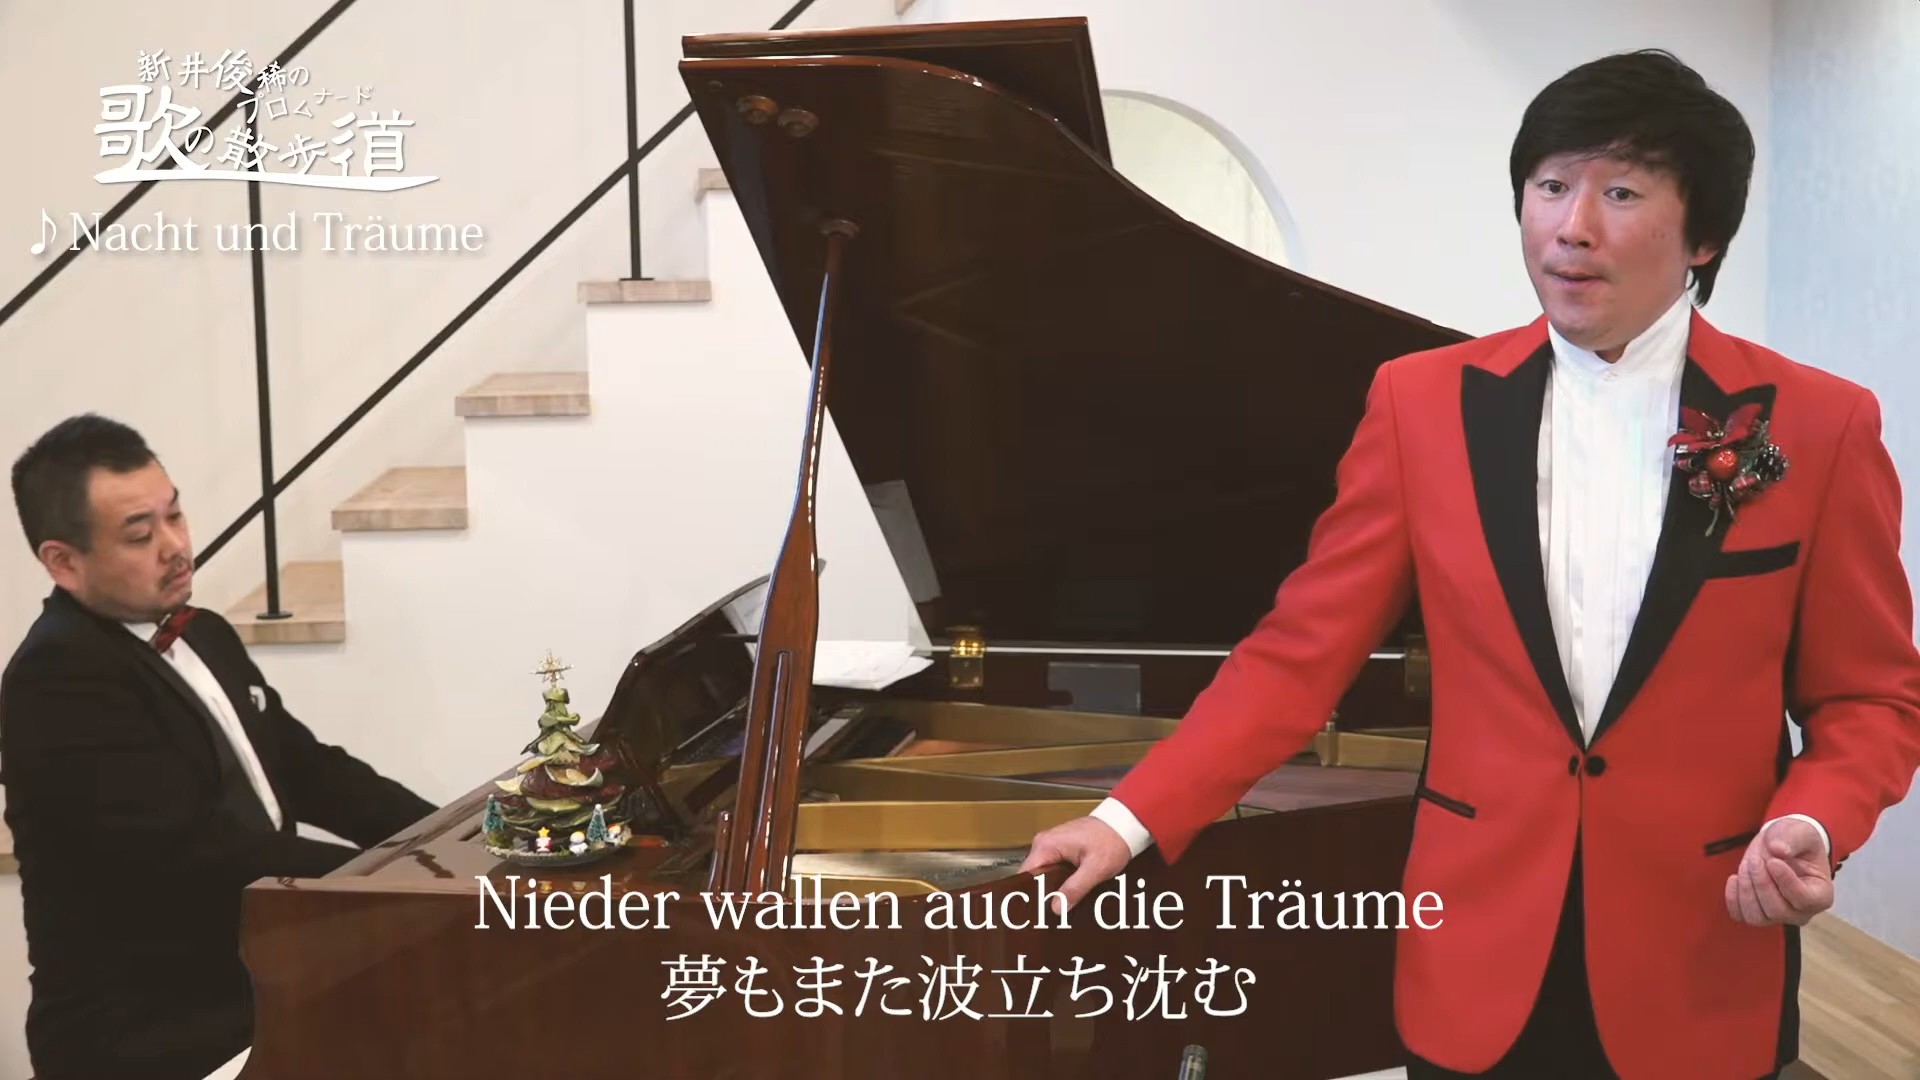 新井俊稀の
プロムナード
歌の散歩道
♪Nacht und Träume
Nieder wallen auch die Träume
夢もまた波立ち沈む